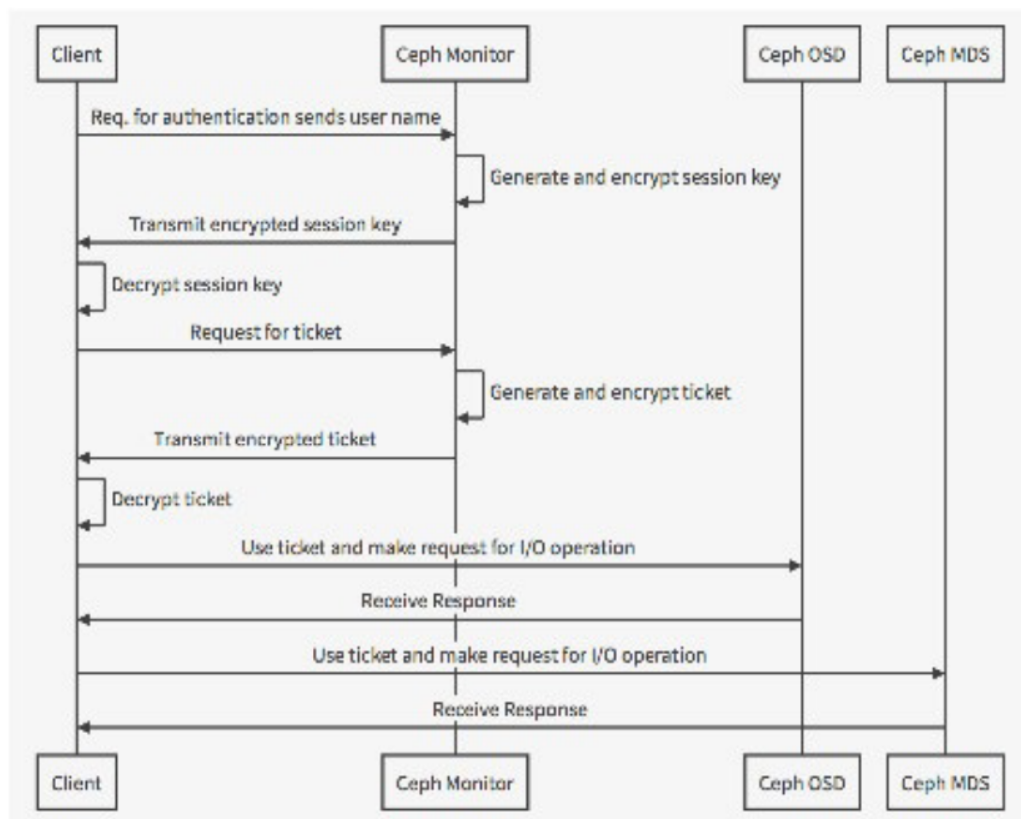 Client
Ceph Monitor
Ceph OSD
Ceph MDS
Req. for authentication sends user name
Generate and encrypt session key
Transmit encrypted session key
Decrypt session key
Request for ticket
Generate and encrypt ticket
Transmit encrypted ticket
Decrypt ticket
Use ticket and make request for I/O operation
Receive Response
Use ticket and make request for I/O operation
Receive Response
Client
Ceph Monitor
Ceph OSD
Ceph MDS